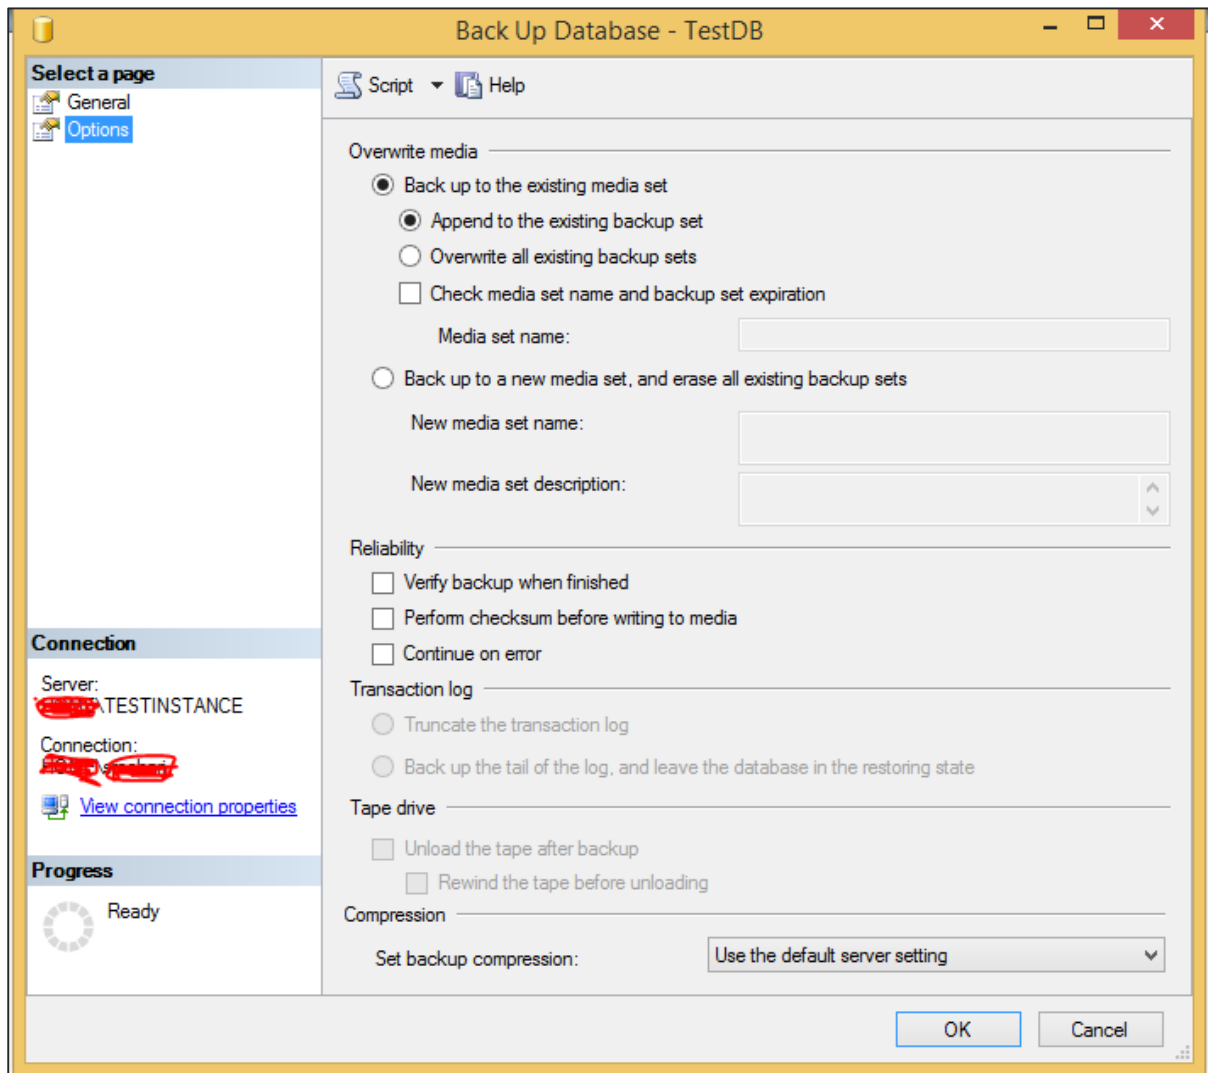 Back Up Database - TestDB
Select a page
General
Options
Script
Help
Overwrite media
Back up to the existing media set
Append to the existing backup set
Overwrite all existing backup sets
Check media set name and backup set expiration
Media set name:
Back up to a new media set, and erase all existing backup sets
New media set name:
New media set description:
Reliability
Verify backup when finished
Perform checksum before writing to media
Continue on error
Transaction log
Truncate the transaction log
Back up the tail of the log, and leave the database in the restoring state
Tape drive
Unload the tape after backup
Rewind the tape before unloading
Compression
Set backup compression:
Use the default server setting
Connection
Server:
\TESTINSTANCE
Connection:
View connection properties
Progress
Ready
OK
Cancel